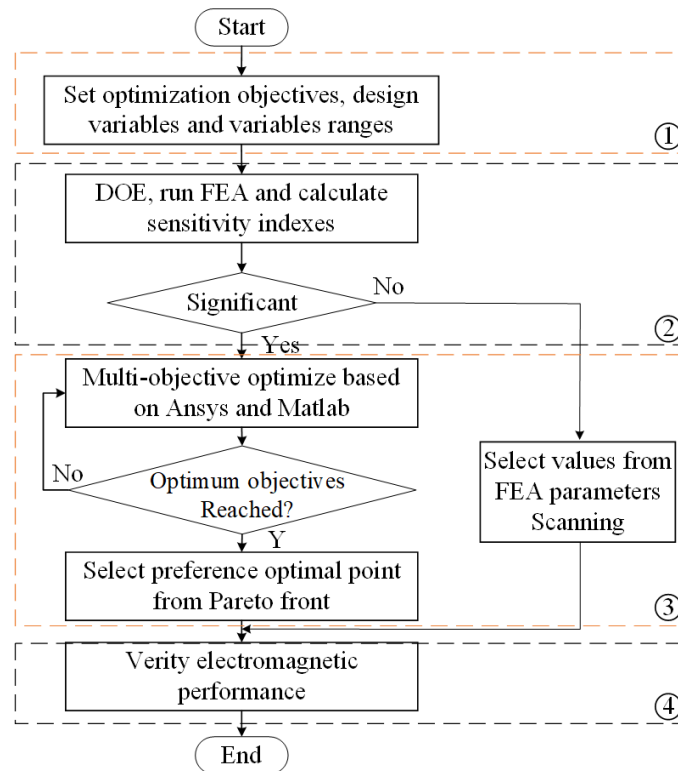 Start
Set optimization objectives, design
variables and variables ranges
①
DOE, run FEA and calculate
sensitivity indexes
Significant
No
②
Yes
Multi-objective optimize based
on Ansys and Matlab
No
Optimum objectives
Reached?
Y
Select values from
FEA parameters
Scanning
Select preference optimal point
from Pareto front
③
Verity electromagnetic
performance
④
End